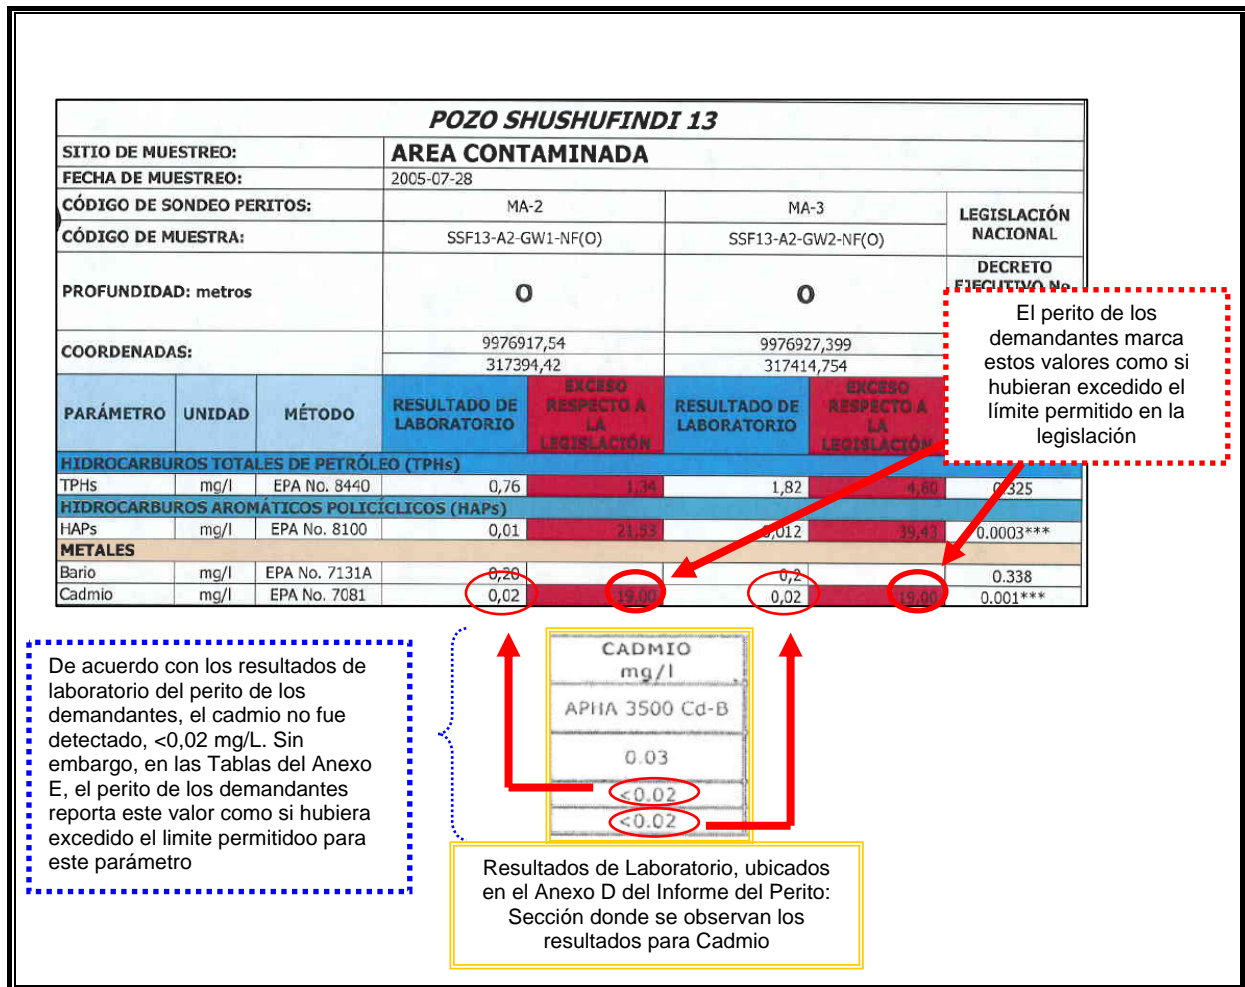 POZO SHUSHUFINDI 13
SITIO DE MUESTREO: AREA CONTAMINADA
FECHA DE MUESTREO: 2005-07-28
CÓDIGO DE SONDEO PERITOS: MA-2 MA-3 LEGISLACIÓN NACIONAL
CÓDIGO DE MUESTRA: SSF13-A2-GW1-NF(O) SSF13-A2-GW2-NF(O)
PROFUNDIDAD: metros 0 0 DECRETO EJECUTIVO No
COORDENADAS: 9976917,54 9976927,399
317394,42 317414,754
PARÁMETRO UNIDAD MÉTODO RESULTADO DE LABORATORIO EXCESO RESPECTO A LA LEGISLACIÓN RESULTADO DE LABORATORIO EXCESO RESPECTO A LA LEGISLACIÓN
HIDROCARBUROS TOTALES DE PETRÓLEO (TPHs)
TPHs mg/l EPA No. 8440 0,76 1,34 1,82 4,60 0.325
HIDROCARBUROS AROMÁTICOS POLICÍCLICOS (HAPs)
HAPs mg/l EPA No. 8100 0,01 21,53 0,012 39,43 0.0003***
METALES
Bario mg/l EPA No. 7131A 0,20 0,2 0.338
Cadmio mg/l EPA No. 7081 0,02 19,00 0,02 19,00 0.001***
El perito de los
demandantes marca
estos valores como si
hubieran excedido el
límite permitido en la
legislación
De acuerdo con los resultados de
laboratorio del perito de los
demandantes, el cadmio no fue
detectado, <0,02 mg/L. Sin
embargo, en las Tablas del Anexo
E, el perito de los demandantes
reporta este valor como si hubiera
excedido el limite permitidoo para
este parámetro
CADMIO
mg/l
APHA 3500 Cd-B
0.03
<0.02
<0.02
Resultados de Laboratorio, ubicados
en el Anexo D del Informe del Perito:
Sección donde se observan los
resultados para Cadmio